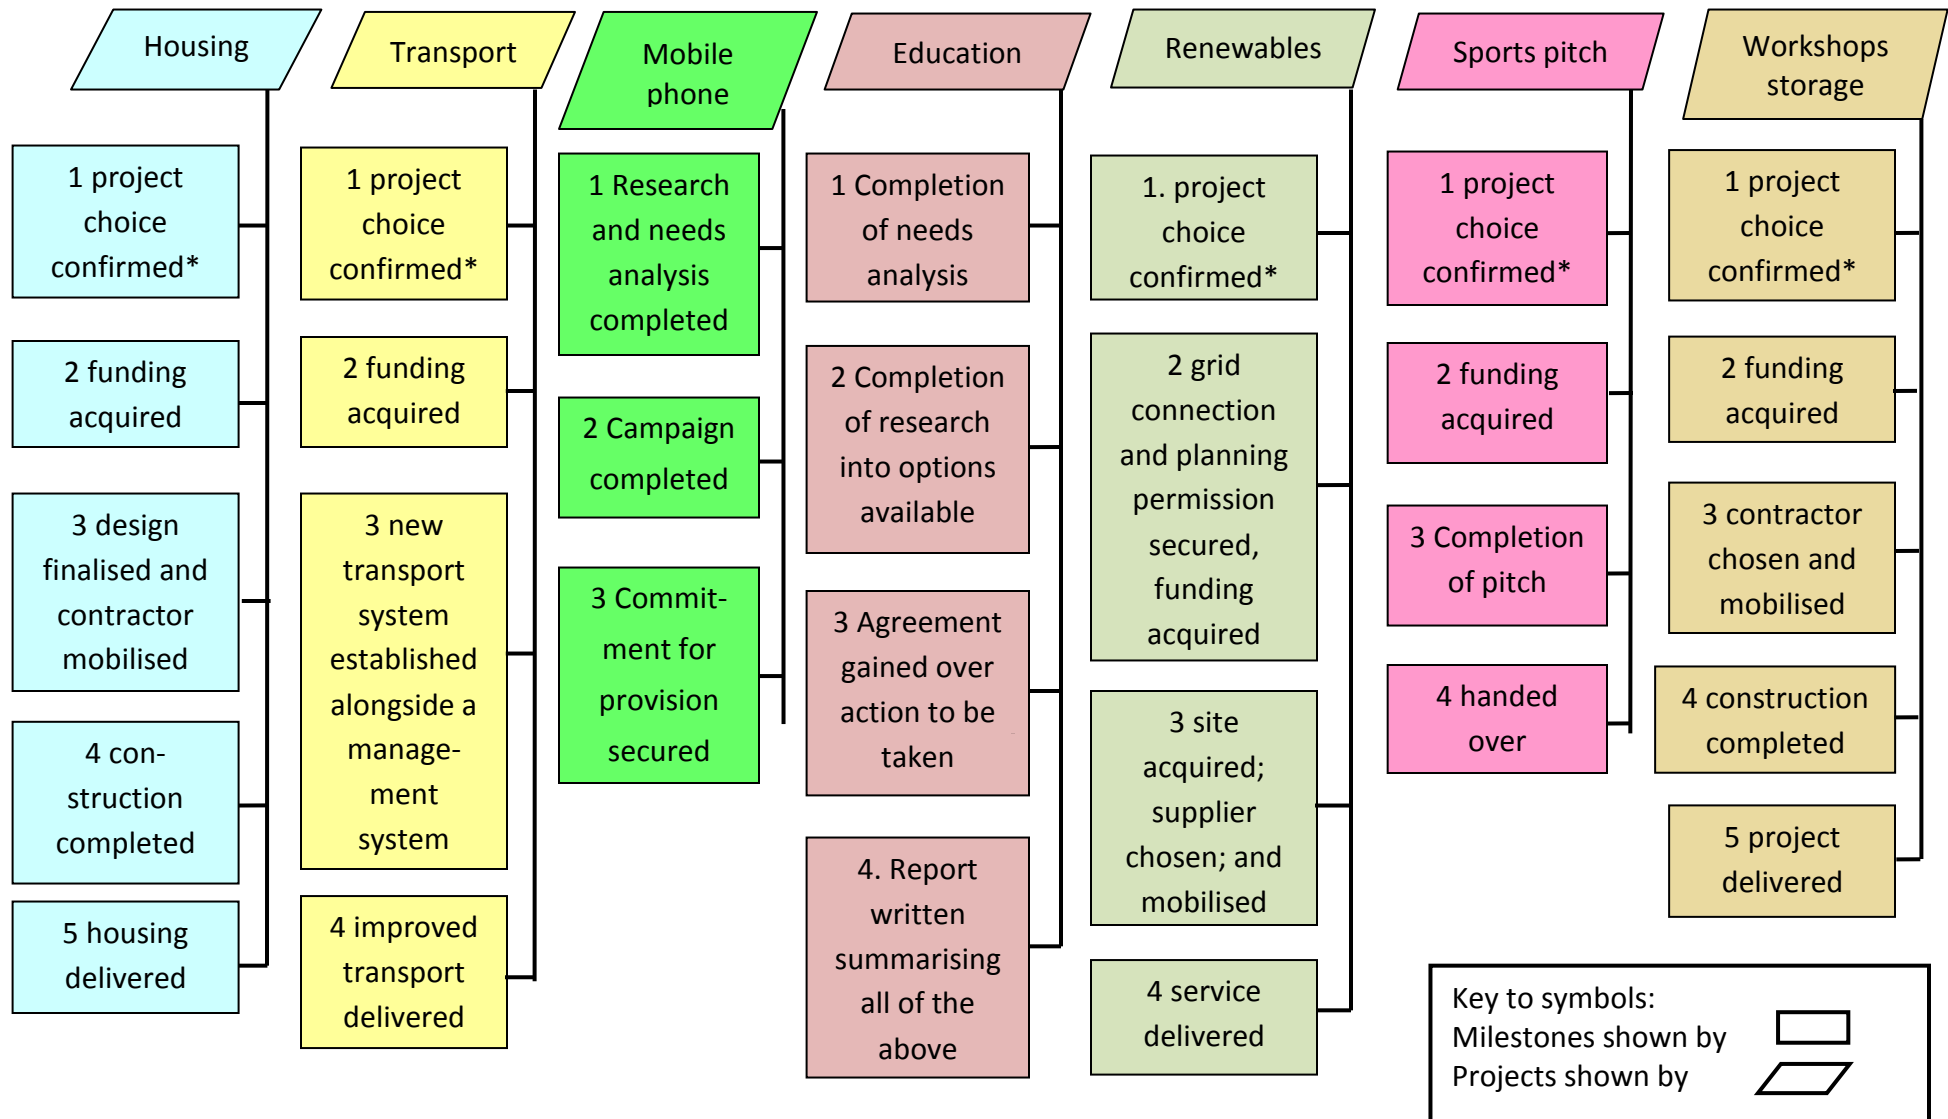 Housing
1 project
choice
confirmed*
2 funding
acquired
3 design
finalised and
contractor
mobilised
4 con-
struction
completed
5 housing
delivered
Transport
1 project
choice
confirmed*
2 funding
acquired
3 new
transport
system
established
alongside a
manage-
ment
system
4 improved
transport
delivered
Mobile
phone
1 Research
and needs
analysis
completed
2 Campaign
completed
3 Commit-
ment for
provision
secured
Education
1 Completion
of needs
analysis
2 Completion
of research
into options
available
3 Agreement
gained over
action to be
taken
4. Report
written
summarising
all of the
above
Renewables
1. project
choice
confirmed*
2 grid
connection
and planning
permission
secured,
funding
acquired
3 site
acquired;
supplier
chosen; and
mobilised
4 service
delivered
Sports pitch
1 project
choice
confirmed*
2 funding
acquired
3 Completion
of pitch
4 handed
over
Workshops
storage
1 project
choice
confirmed*
2 funding
acquired
3 contractor
chosen and
mobilised
4 construction
completed
5 project
delivered
Key to symbols:
Milestones shown by
Projects shown by